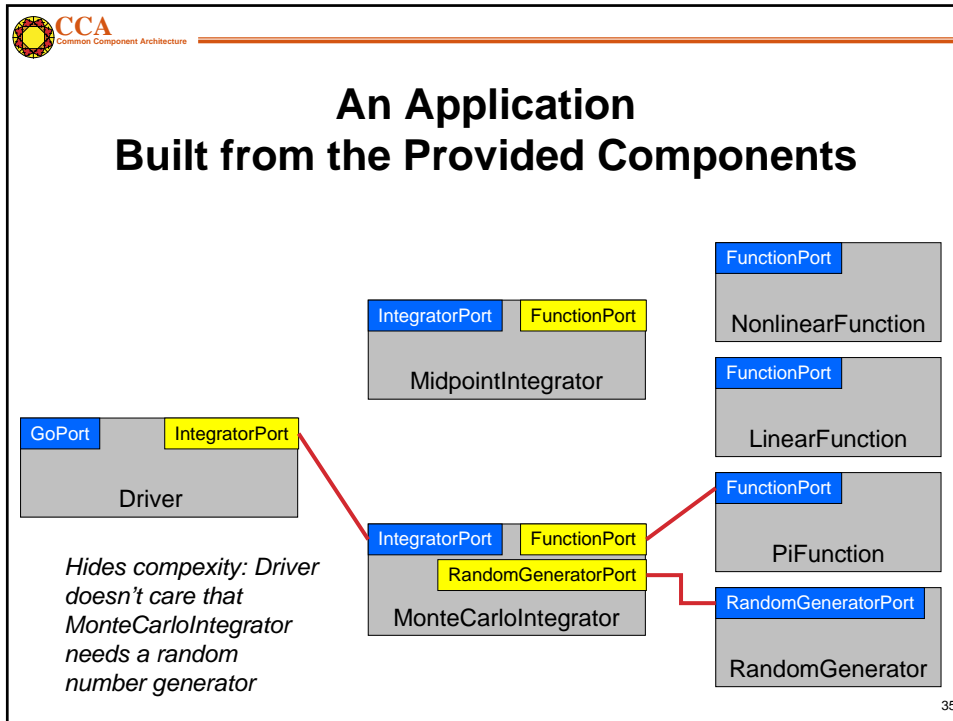 CCA
Common Component Architecture
An Application
Built from the Provided Components
FunctionPort
NonlinearFunction
IntegratorPort
FunctionPort
MidpointIntegrator
FunctionPort
LinearFunction
GoPort
IntegratorPort
Driver
FunctionPort
PiFunction
IntegratorPort
FunctionPort
RandomGeneratorPort
MonteCarloIntegrator
RandomGeneratorPort
RandomGenerator
Hides compexity: Driver
doesn't care that
MonteCarloIntegrator
needs a random
number generator
35